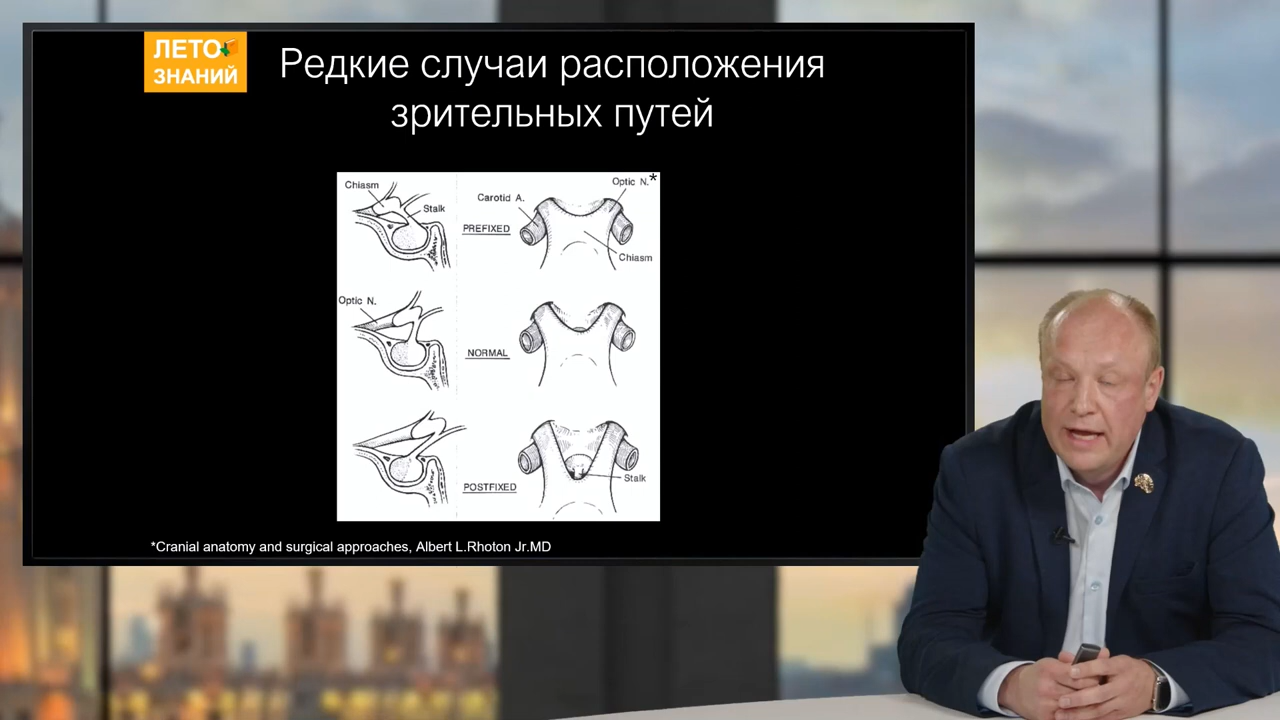 ЛЕТО
ЗНАНИЙ
Редкие случаи расположения
зрительных путей
Chiasm
Stalk
Carotid A.
Optic N.*
PREFIXED
Chiasm
Optic N.
NORMAL
POSTFIXED
Stalk
*Cranial anatomy and surgical approaches, Albert L.Rhoton Jr.MD